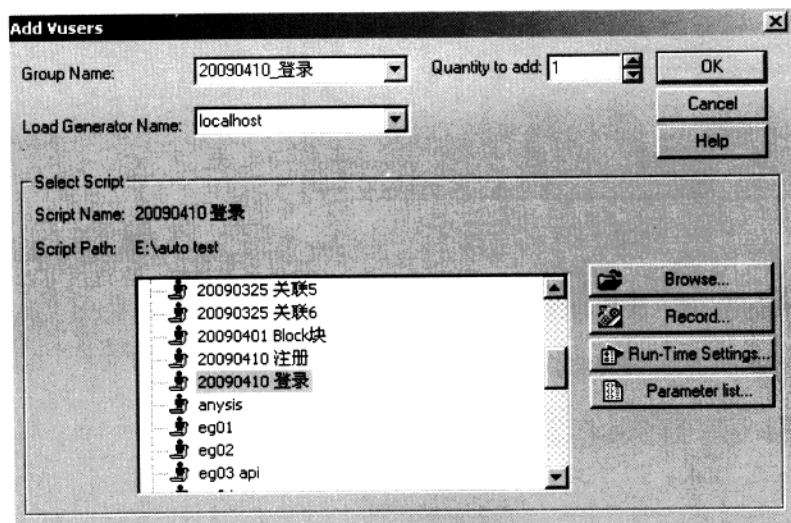 Add Vusers
Group Name: 20090410_登录 Quantity to add: 1 OK
Cancel
Load Generator Name: localhost
Help
Select Script
Script Name: 20090410 登录
Script Path: E:\auto test
20090325 关联5
20090325 关联6
20090401 Block块
20090410 注册
20090410 登录
anysis
eg01
eg02
eg03 api
Browse...
Record...
Run-Time Settings...
Parameter list...